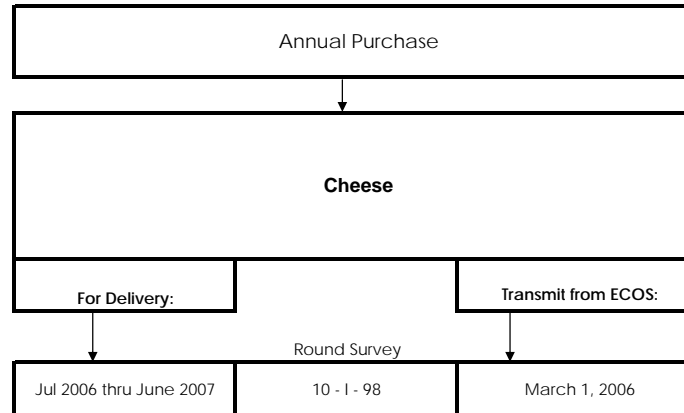 Annual Purchase
Cheese
For Delivery:
Transmit from ECOS:
Round Survey
Jul 2006 thru June 2007
10 - I - 98
March 1, 2006